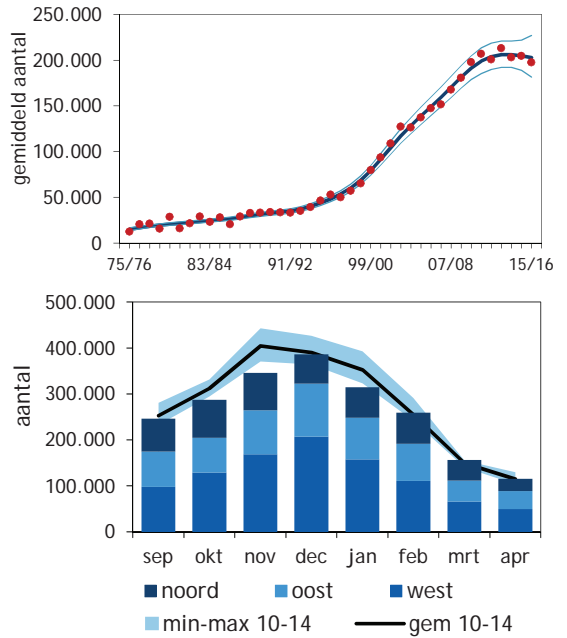 gemiddeld aantal
250.000
200.000
150.000
100.000
50.000
0
75/76 83/84 91/92 99/00 07/08 15/16
aantal
500.000
400.000
300.000
200.000
100.000
0
sep okt nov dec jan feb mrt apr
noord oost west
min-max 10-14 gem 10-14